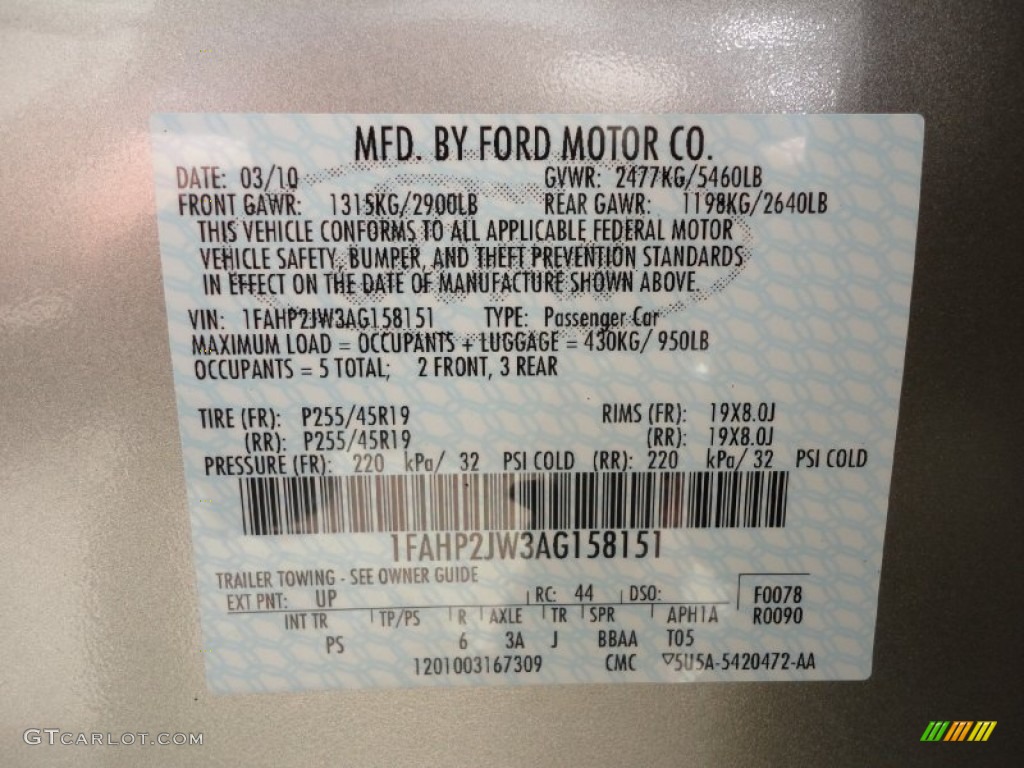 MFD. BY FORD MOTOR CO.
DATE: 03/10 GVWR: 2477KG/5460LB
FRONT GAWR: 1315KG/2900LB REAR GAWR: 1198KG/2640LB
THIS VEHICLE CONFORMS TO ALL APPLICABLE FEDERAL MOTOR
VEHICLE SAFETY, BUMPER, AND THEFT PREVENTION STANDARDS
IN EFFECT ON THE DATE OF MANUFACTURE SHOWN ABOVE.
VIN: 1FAHP2JW3AG158151 TYPE: Passenger Car
MAXIMUM LOAD = OCCUPANTS + LUGGAGE = 430KG/ 950LB
OCCUPANTS = 5 TOTAL; 2 FRONT, 3 REAR
TIRE (FR): P255/45R19 RIMS (FR): 19X8.0J
(RR): P255/45R19 (RR): 19X8.0J
PRESSURE (FR): 220 kPa/ 32 PSI COLD (RR): 220 kPa/ 32 PSI COLD
1FAHP2JW3AG158151
TRAILER TOWING - SEE OWNER GUIDE
EXT PNT: UP RC: 44 DSO: F0078
INT TR TP/PS R AXLE TR SPR APH1A R0090
PS 6 3A J BBAA T05
1201003167309 CMC ▽5U5A-5420472-AA
GTCARLOT.COM